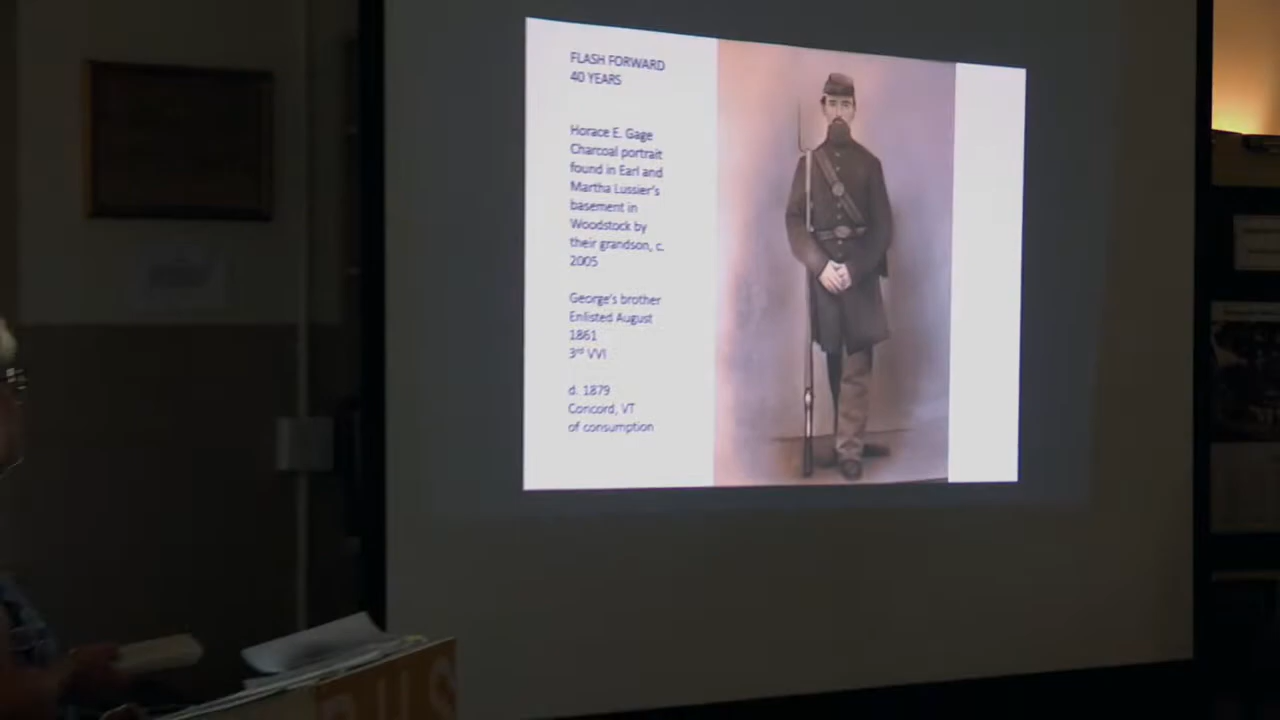 FLASH FORWARD
40 YEARS
Horace E. Gage
Charcoal portrait
found in Earl and
Martha Lussier's
basement in
Woodstock by
their grandson, c.
2005
George's brother
Enlisted August
1861
3rd VVI
d. 1879
Concord, VT
of consumption
RUS